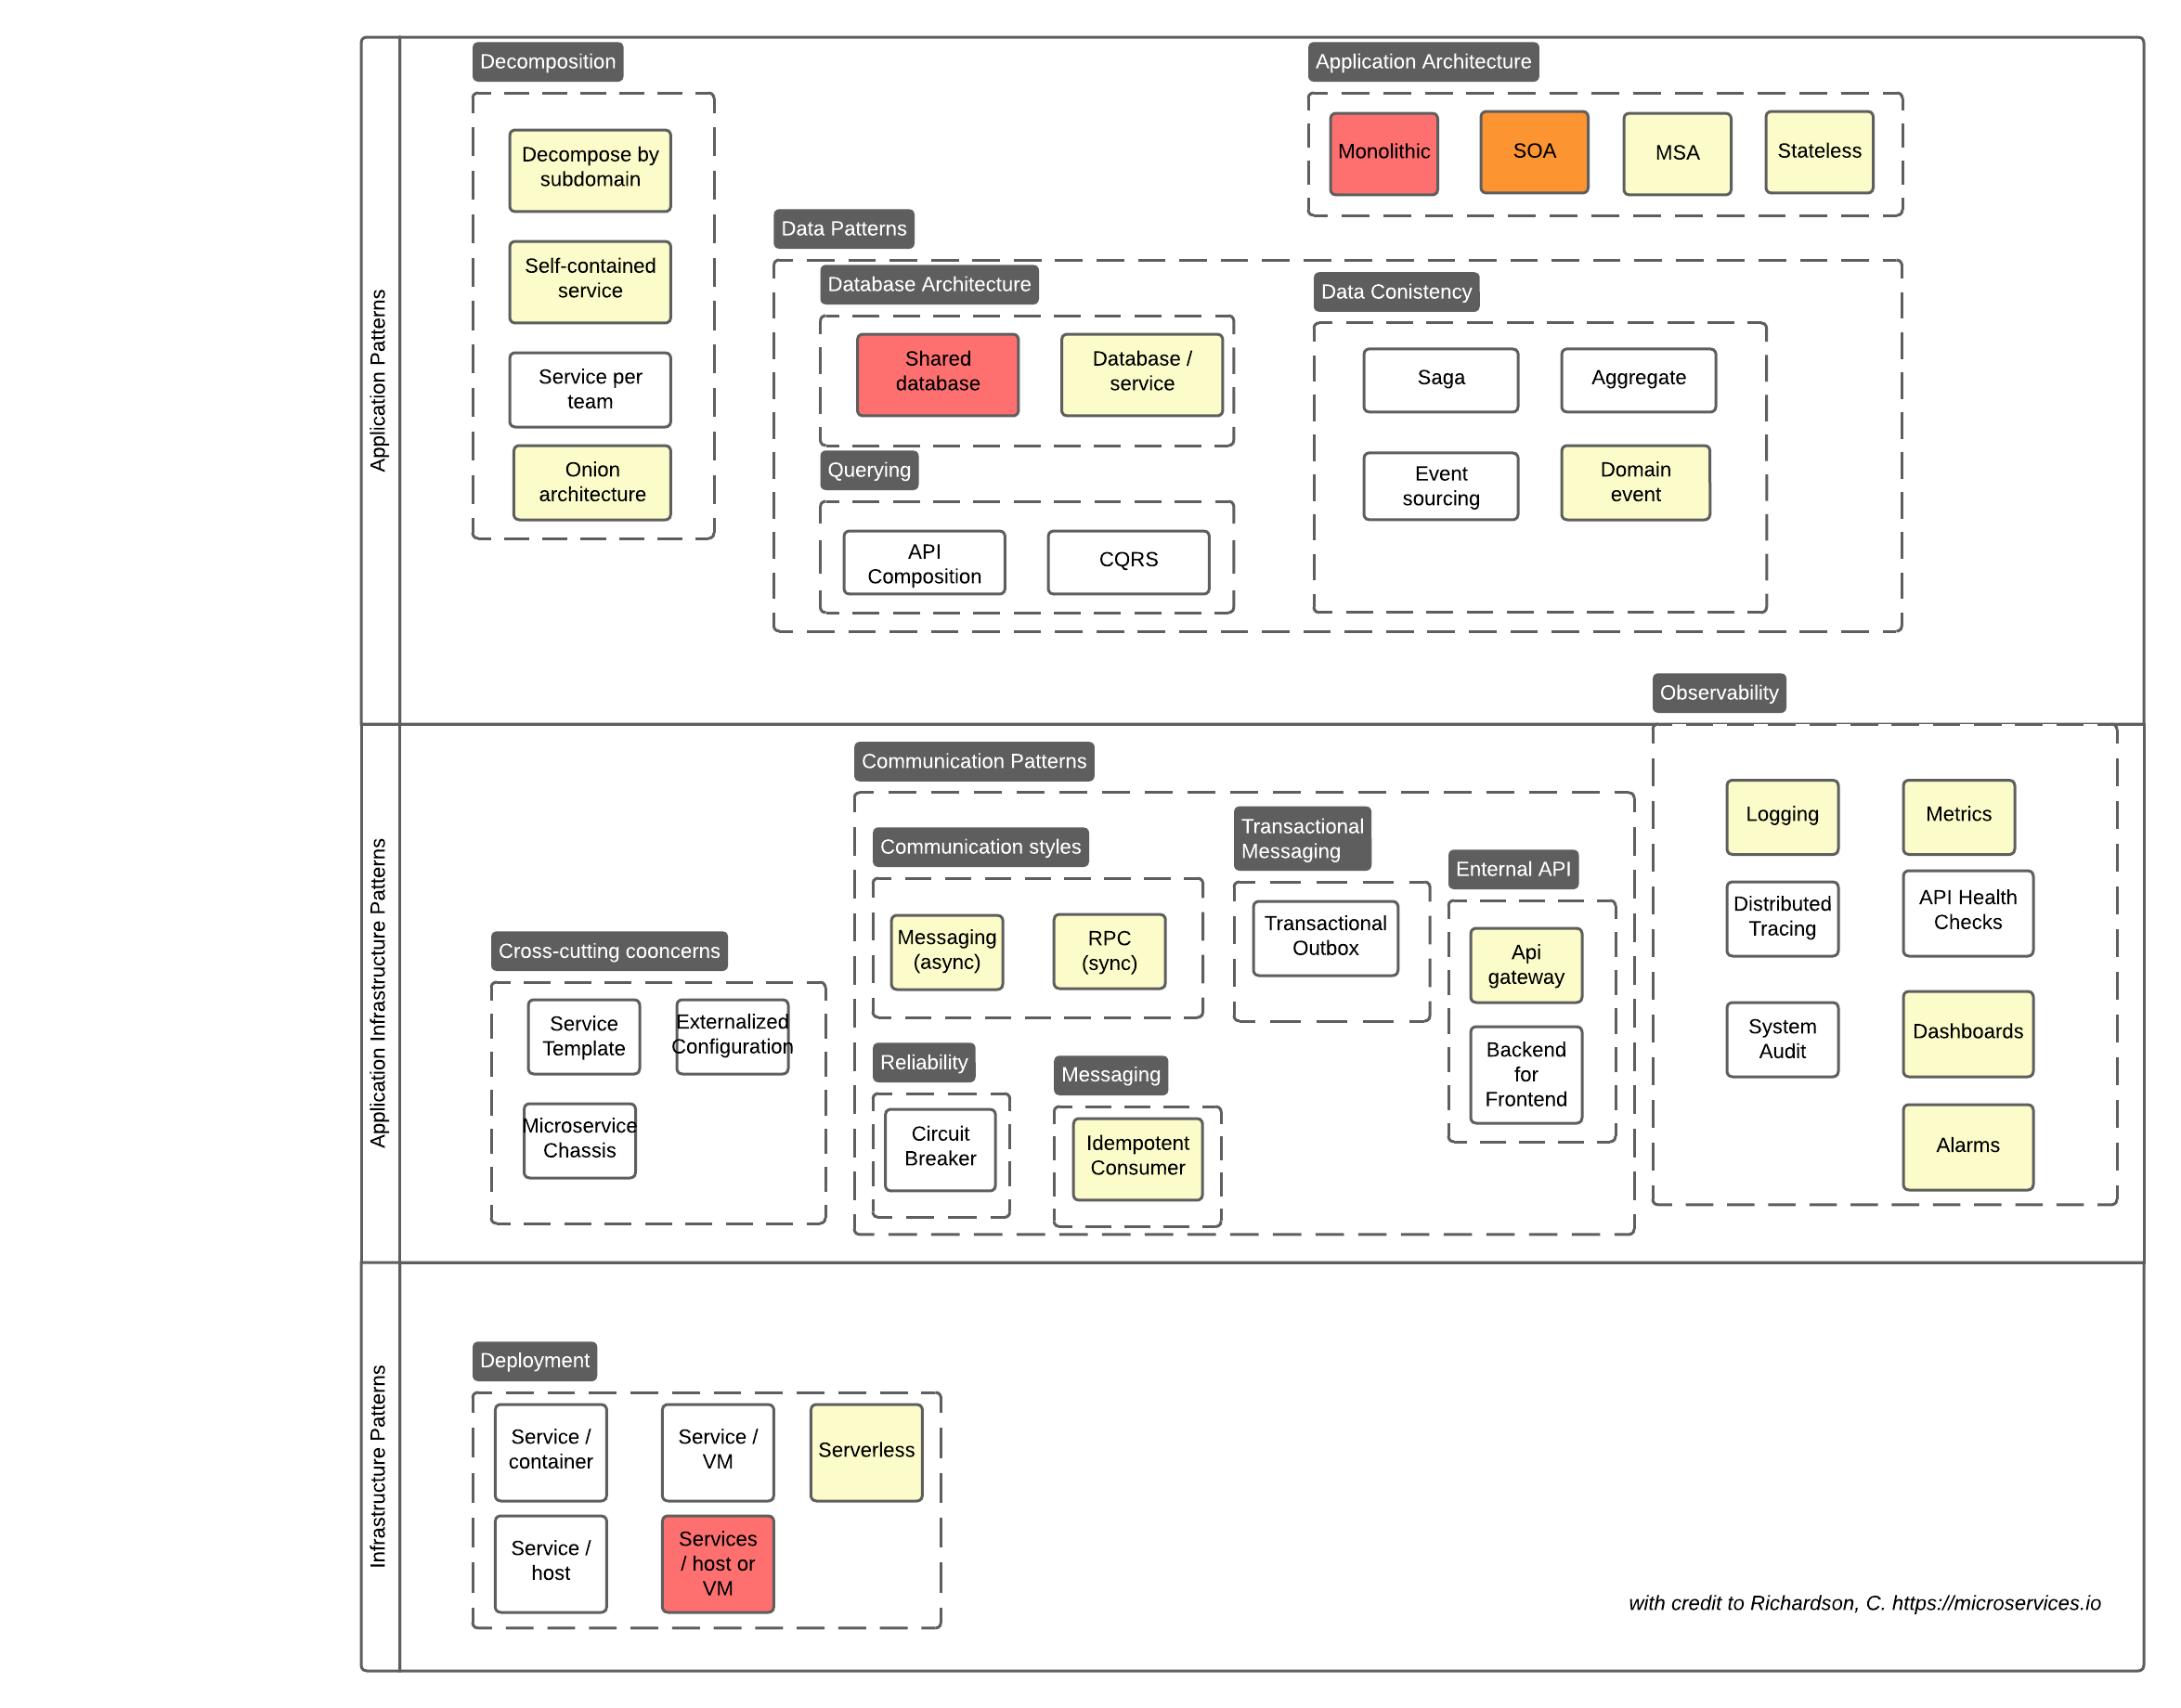 Application Patterns
Decomposition
Decompose by
subdomain
Self-contained
service
Service per
team
Onion
architecture
Application Architecture
Monolithic
SOA
MSA
Stateless
Data Patterns
Database Architecture
Shared
database
Database /
service
Querying
API
Composition
CQRS
Data Conistency
Saga
Aggregate
Event
sourcing
Domain
event
Application Infrastructure Patterns
Cross-cutting cooncerns
Service
Template
Externalized
Configuration
Microservice
Chassis
Communication Patterns
Communication styles
Messaging
(async)
RPC
(sync)
Transactional
Messaging
Transactional
Outbox
Enternal API
Api
gateway
Backend
for
Frontend
Reliability
Circuit
Breaker
Messaging
Idempotent
Consumer
Observability
Logging
Metrics
Distributed
Tracing
API Health
Checks
System
Audit
Dashboards
Alarms
Infrastructure Patterns
Deployment
Service /
container
Service /
VM
Serverless
Service /
host
Services
/ host or
VM
with credit to Richardson, C. https://microservices.io